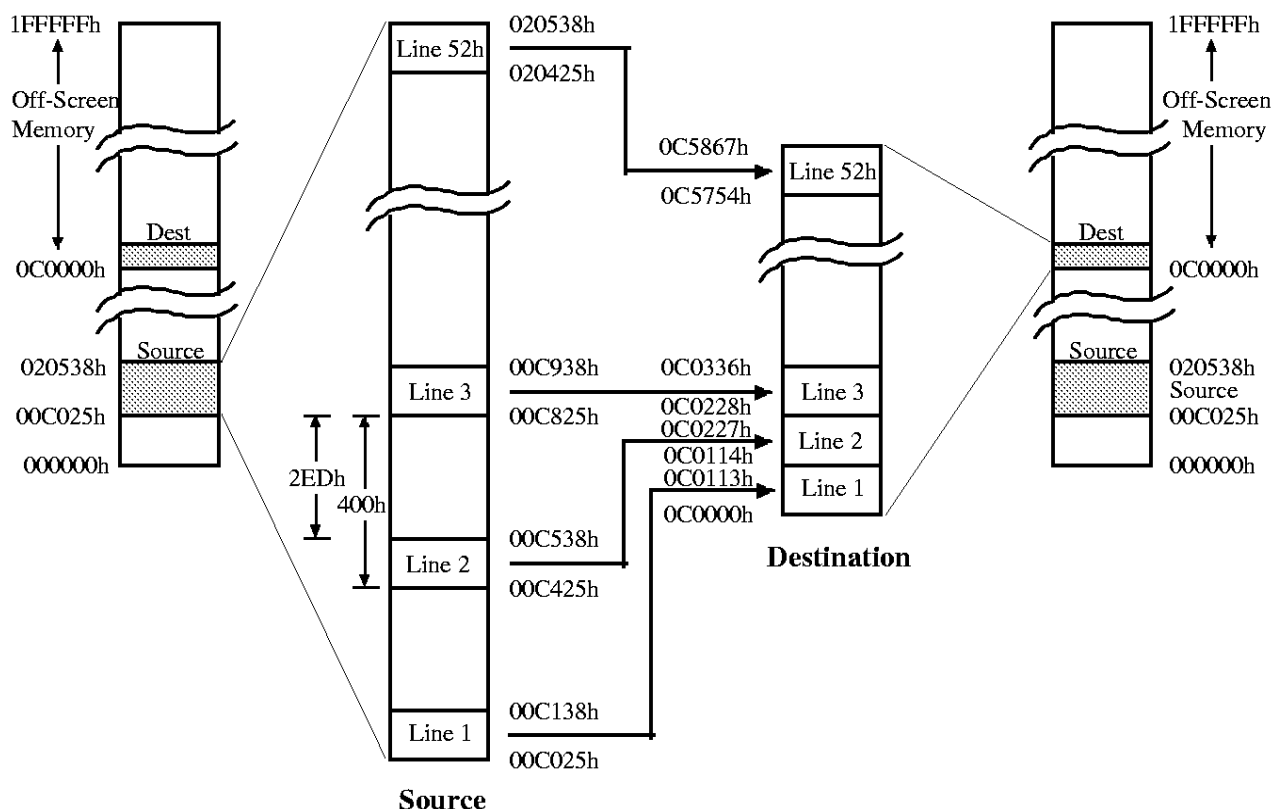 1FFFFFh
Off-Screen
Memory
Dest
0C0000h
Source
020538h
00C025h
000000h
Line 52h
020538h
020425h
Line 3
00C938h
00C825h
2EDh
400h
Line 2
00C538h
00C425h
Line 1
00C138h
00C025h
Source
0C5867h
0C5754h
Line 52h
0C0336h
0C0228h
Line 3
0C0227h
0C0114h
Line 2
0C0113h
0C0000h
Line 1
Destination
1FFFFFh
Off-Screen
Memory
Dest
0C0000h
Source
020538h
Source
00C025h
000000h